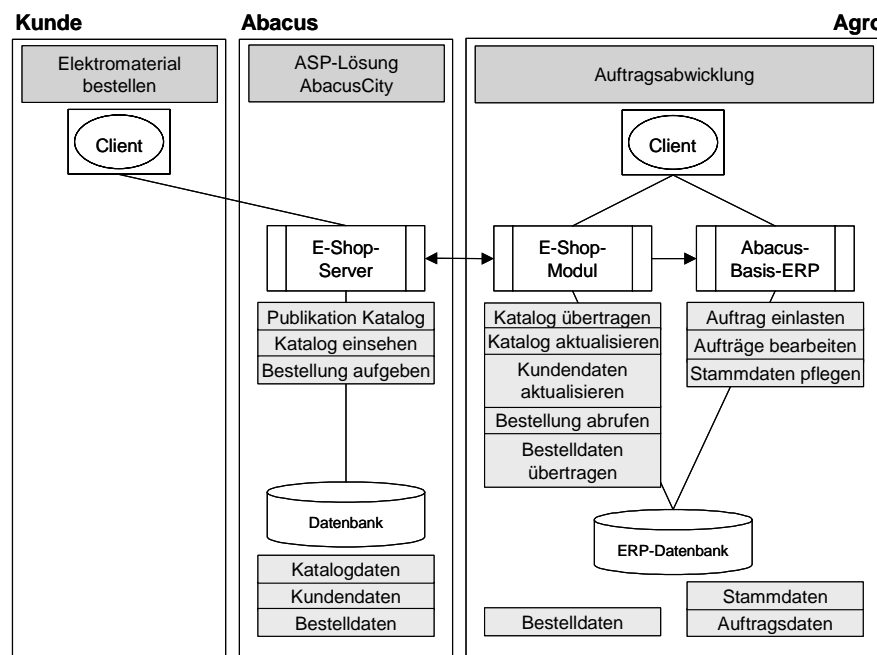 Kunde
Abacus
Agro
Elektromaterial
bestellen
ASP-Lösung
AbacusCity
Auftragsabwicklung
Client
Client
E-Shop-
Server
E-Shop-
Modul
Abacus-
Basis-ERP
Publikation Katalog
Katalog einsehen
Bestellung aufgeben
Katalog übertragen
Katalog aktualisieren
Kundendaten
aktualisieren
Bestellung abrufen
Bestelldaten
übertragen
Auftrag einlasten
Aufträge bearbeiten
Stammdaten pflegen
Datenbank
ERP-Datenbank
Katalogdaten
Kundendaten
Bestelldaten
Bestelldaten
Stammdaten
Auftragsdaten